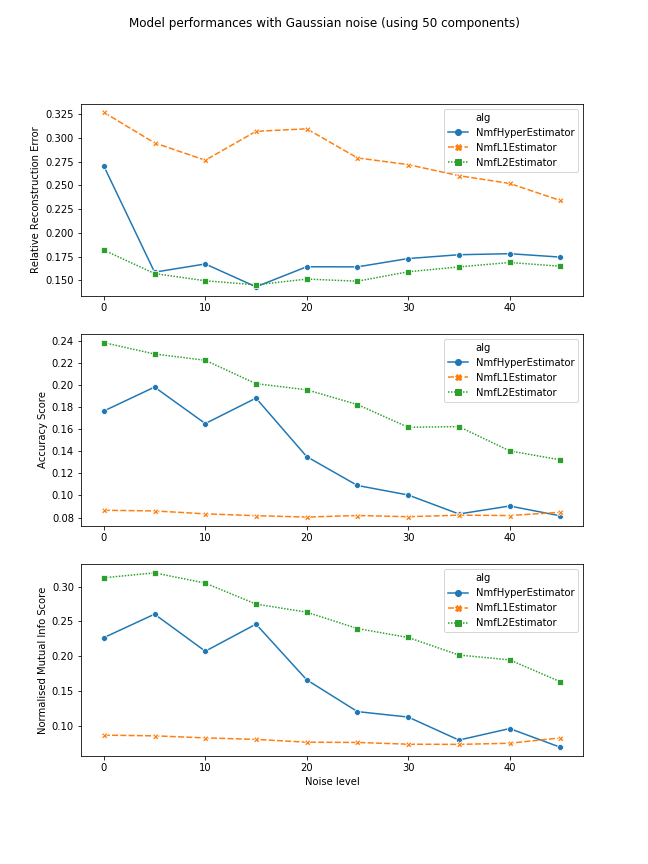 Model performances with Gaussian noise (using 50 components)
Relative Reconstruction Error
0.325
0.300
0.275
0.250
0.225
0.200
0.175
0.150
0 10 20 30 40
alg
NmfHyperEstimator
NmfL1Estimator
NmfL2Estimator
Accuracy Score
0.24
0.22
0.20
0.18
0.16
0.14
0.12
0.10
0.08
0 10 20 30 40
alg
NmfHyperEstimator
NmfL1Estimator
NmfL2Estimator
Normalised Mutual Info Score
0.30
0.25
0.20
0.15
0.10
0 10 20 30 40
alg
NmfHyperEstimator
NmfL1Estimator
NmfL2Estimator
Noise level